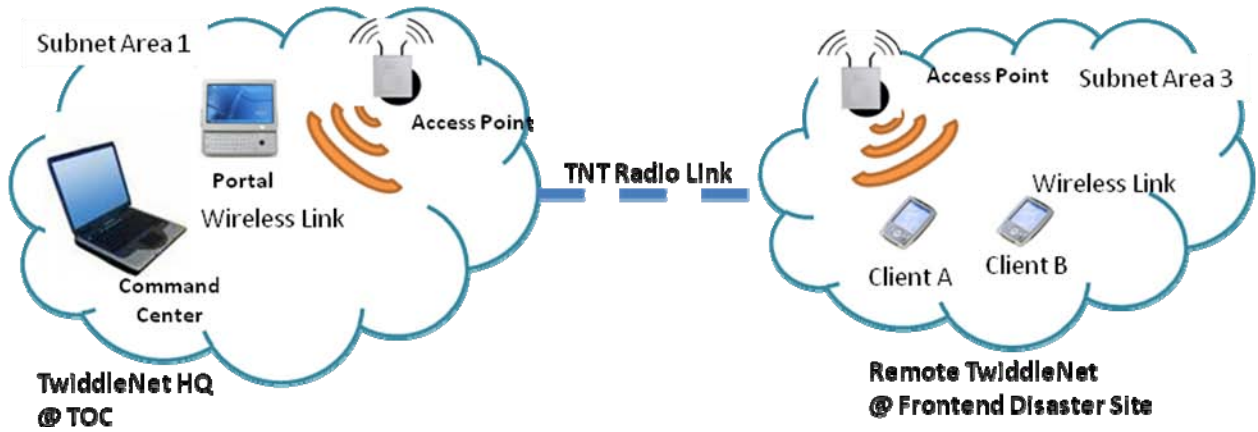 Subnet Area 1
Access Point
Portal
Wireless Link
Command
Center
TwiddleNet HQ
@ TOC
TNT Radio Link
Access Point
Subnet Area 3
Wireless Link
Client A
Client B
Remote TwiddleNet
@ Frontend Disaster Site